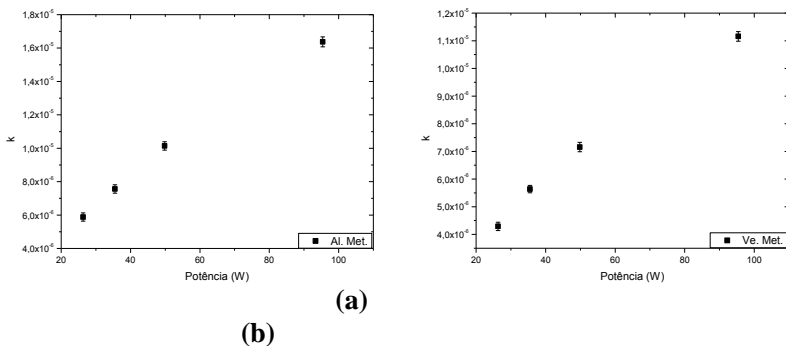 1,8x10⁻⁵
1,6x10⁻⁵
1,4x10⁻⁵
1,2x10⁻⁵
1,0x10⁻⁵
8,0x10⁻⁶
6,0x10⁻⁶
4,0x10⁻⁶
k
20 40 60 80 100
Potência (W)
Al. Met.
1,2x10⁻⁵
1,1x10⁻⁵
1,0x10⁻⁵
9,0x10⁻⁶
8,0x10⁻⁶
7,0x10⁻⁶
6,0x10⁻⁶
5,0x10⁻⁶
4,0x10⁻⁶
k
20 40 60 80 100
Potência (W)
Ve. Met.
(a)
(b)